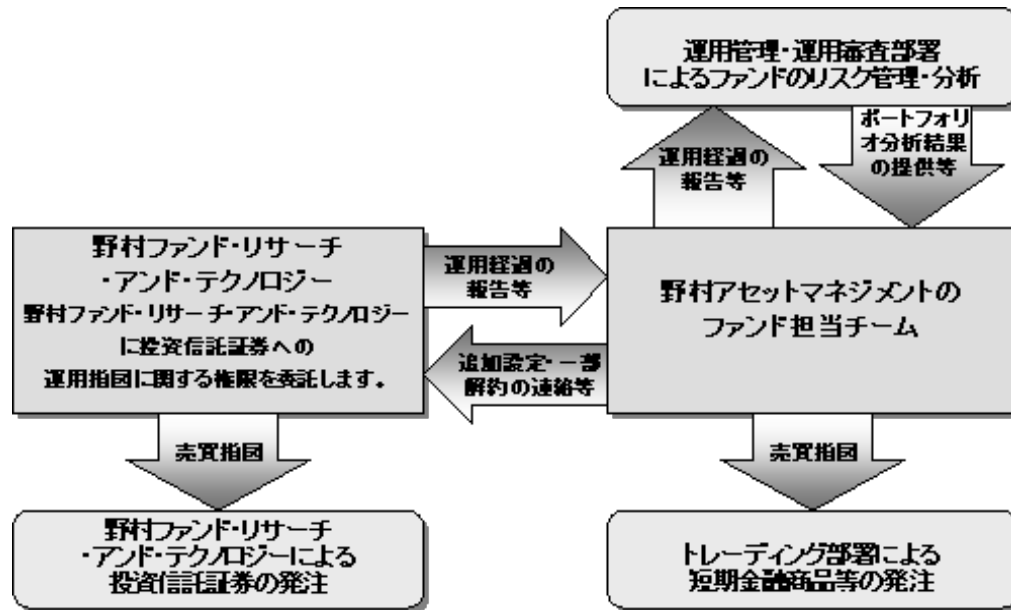 運用管理・運用審査部署
によるファンドのリスク管理・分析
運用経過の
報告等
ポートフォリ
オ分析結果
の提供等
野村ファンド・リサーチ
・アンド・テクノロジー
野村ファンド・リサーチ・アンド・テクノロジー
に投資信託証券への
運用指図に関する権限を委託します。
運用経過の
報告等
追加設定・一部
解約の連絡等
野村アセットマネジメントの
ファンド担当チーム
売買指図
売買指図
野村ファンド・リサーチ
・アンド・テクノロジーによる
投資信託証券の発注
トレーディング部署による
短期金融商品等の発注